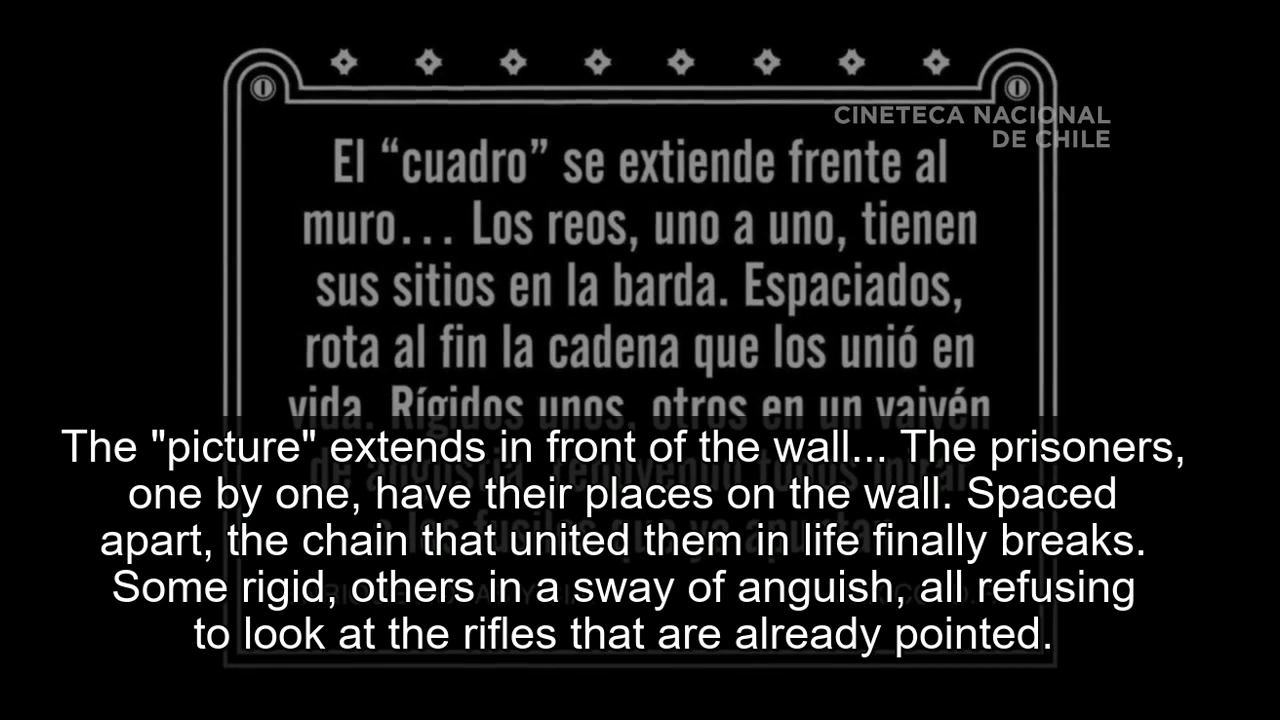 CINETECA NACIONAL
DE CHILE
El “cuadro” se extiende frente al
muro... Los reos, uno a uno, tienen
sus sitios en la barda. Espaciados,
rota al fin la cadena que los unió en
vida. Rígidos unos, otros en un vaivén
The "picture" extends in front of the wall... The prisoners,
one by one, have their places on the wall. Spaced
apart, the chain that united them in life finally breaks.
Some rigid, others in a sway of anguish, all refusing
to look at the rifles that are already pointed.